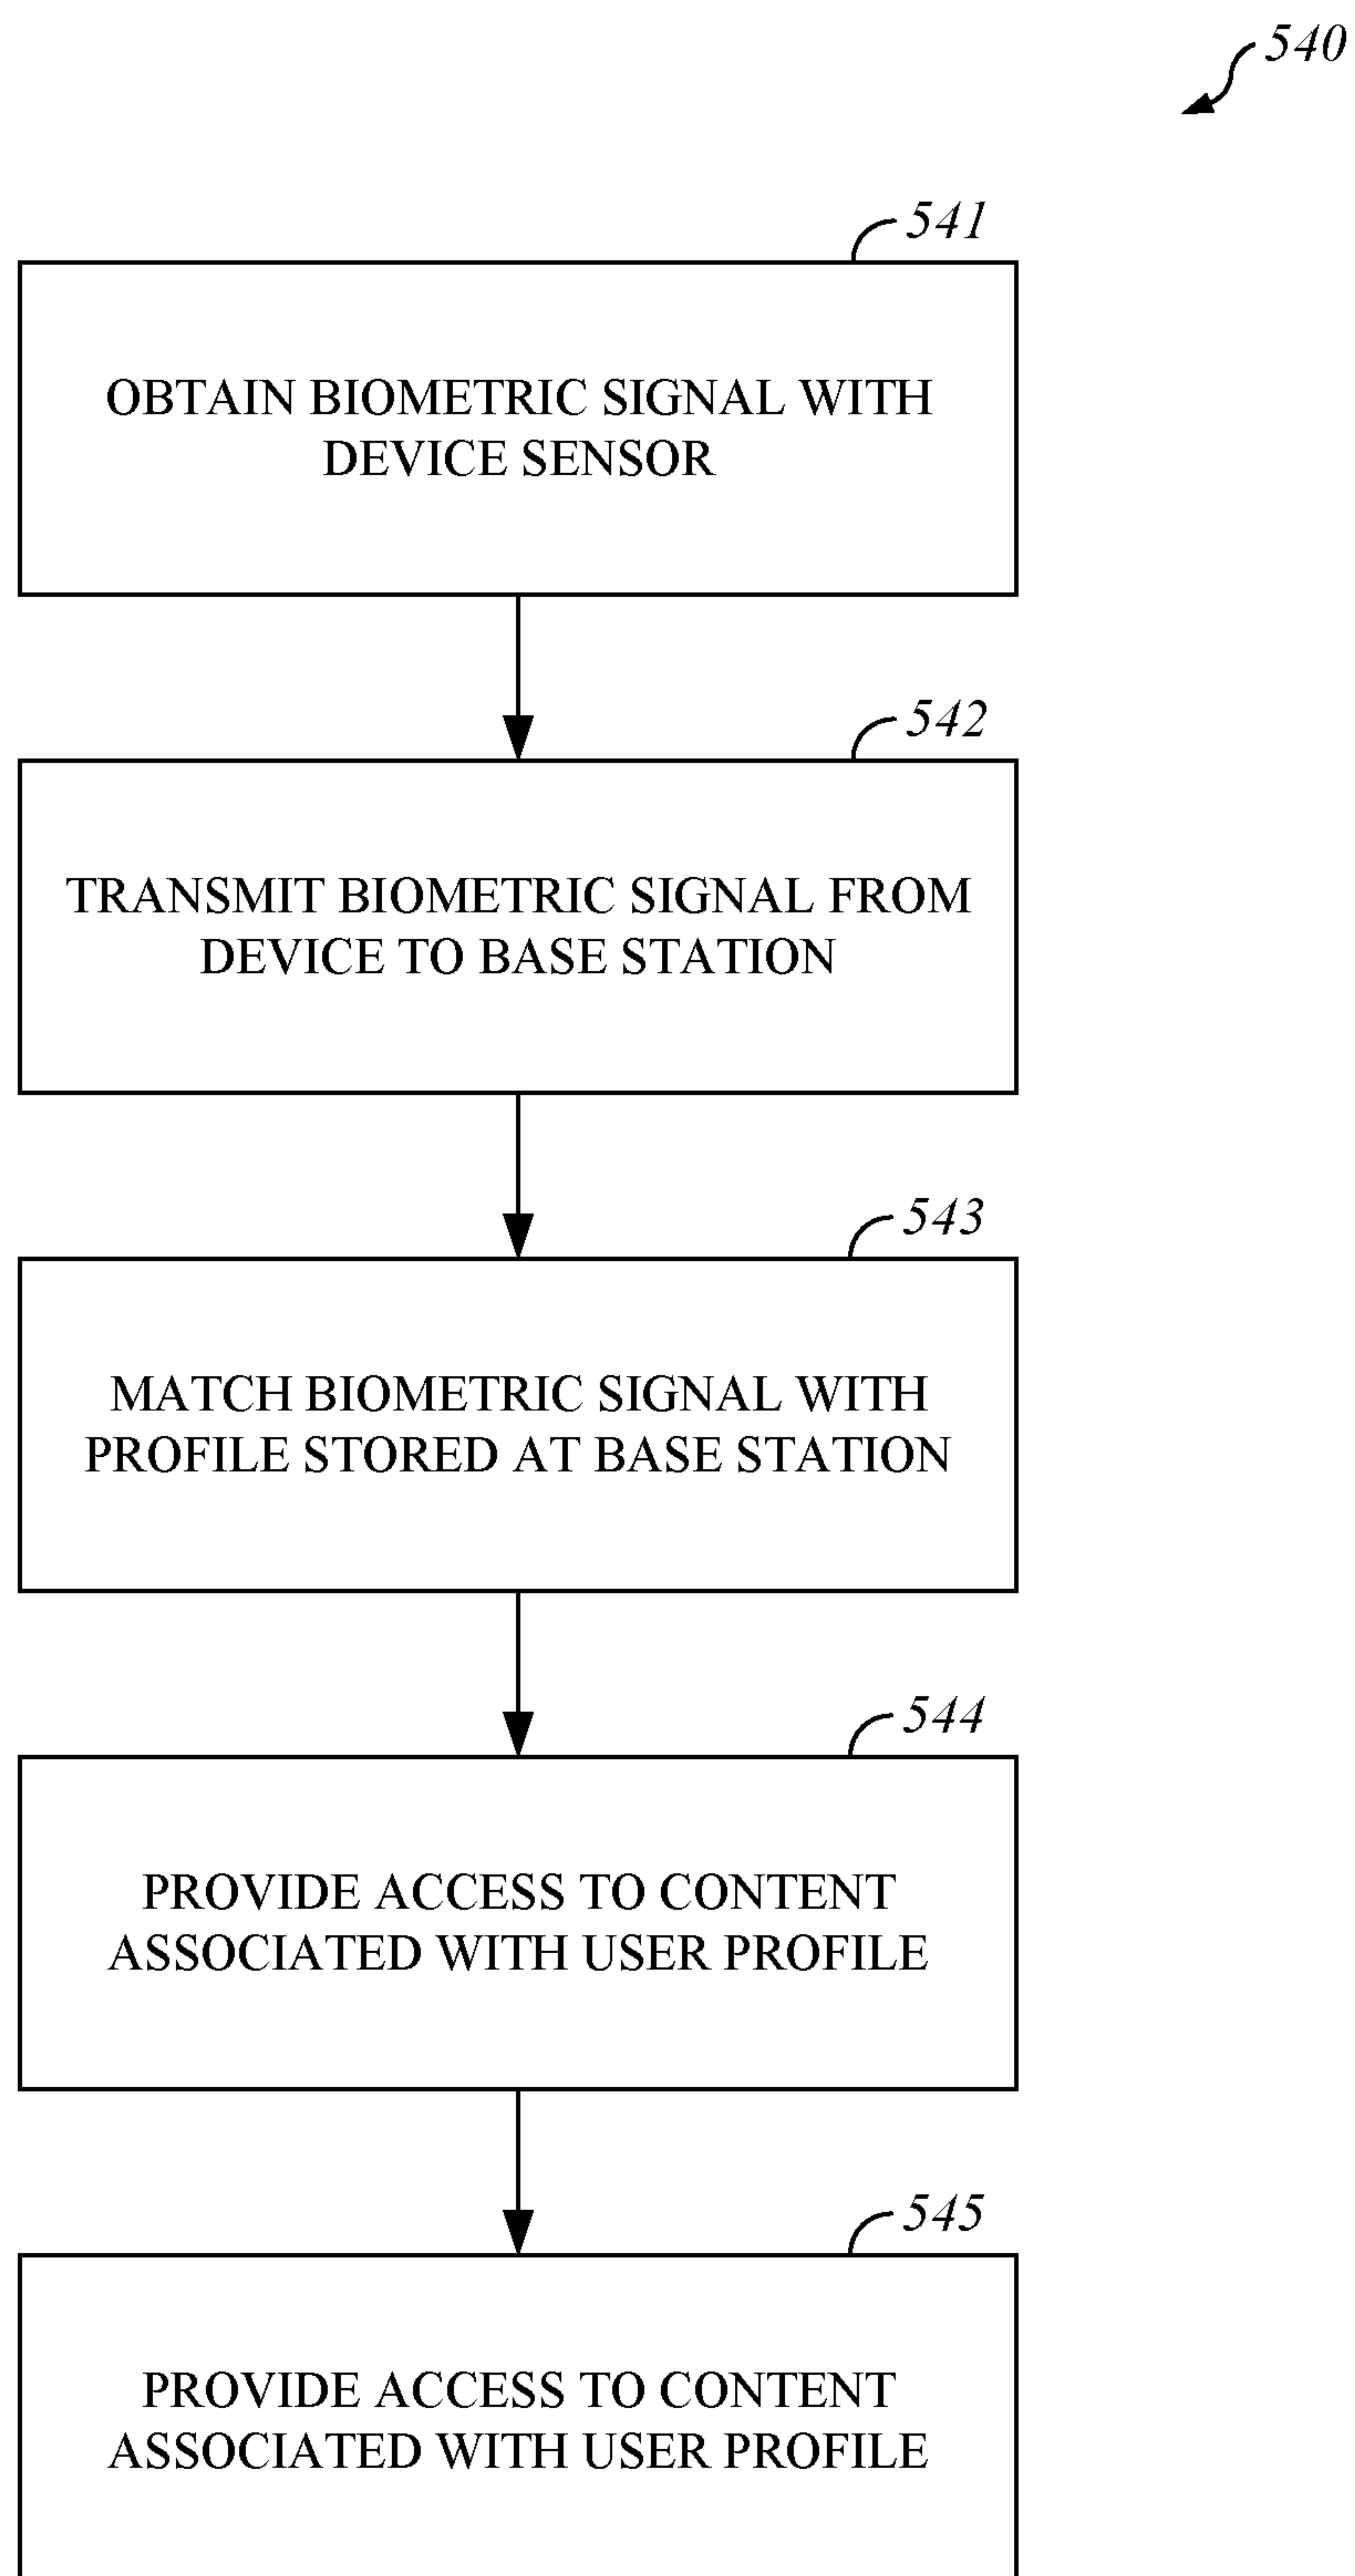 540
541
OBTAIN BIOMETRIC SIGNAL WITH
DEVICE SENSOR
542
TRANSMIT BIOMETRIC SIGNAL FROM
DEVICE TO BASE STATION
543
MATCH BIOMETRIC SIGNAL WITH
PROFILE STORED AT BASE STATION
544
PROVIDE ACCESS TO CONTENT
ASSOCIATED WITH USER PROFILE
545
PROVIDE ACCESS TO CONTENT
ASSOCIATED WITH USER PROFILE